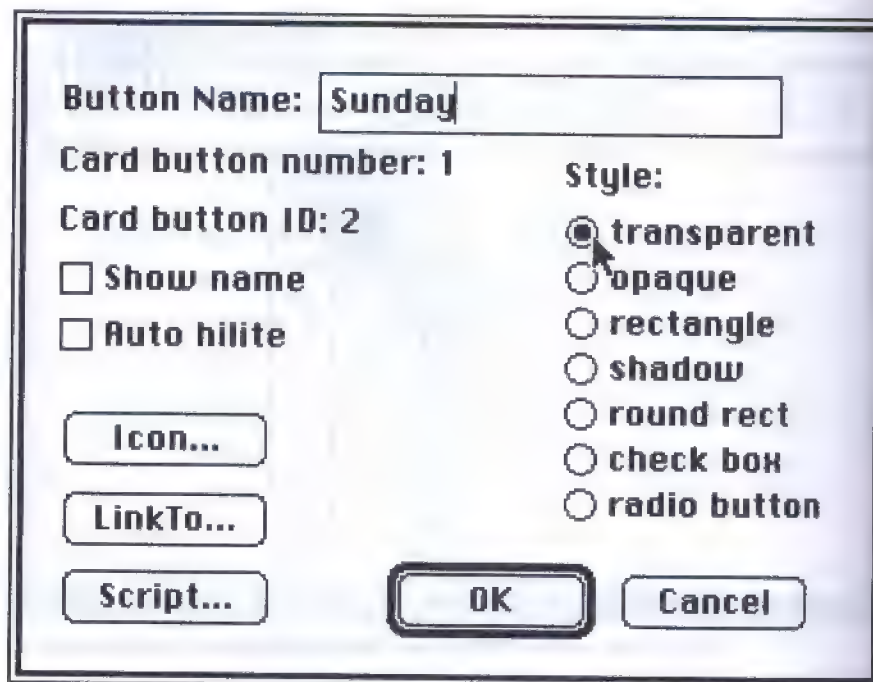 Button Name: Sunday
Card button number: 1
Card button ID: 2
Show name
Auto hilite
Style:
transparent
opaque
rectangle
shadow
round rect
check box
radio button
Icon...
LinkTo...
Script...
OK
Cancel